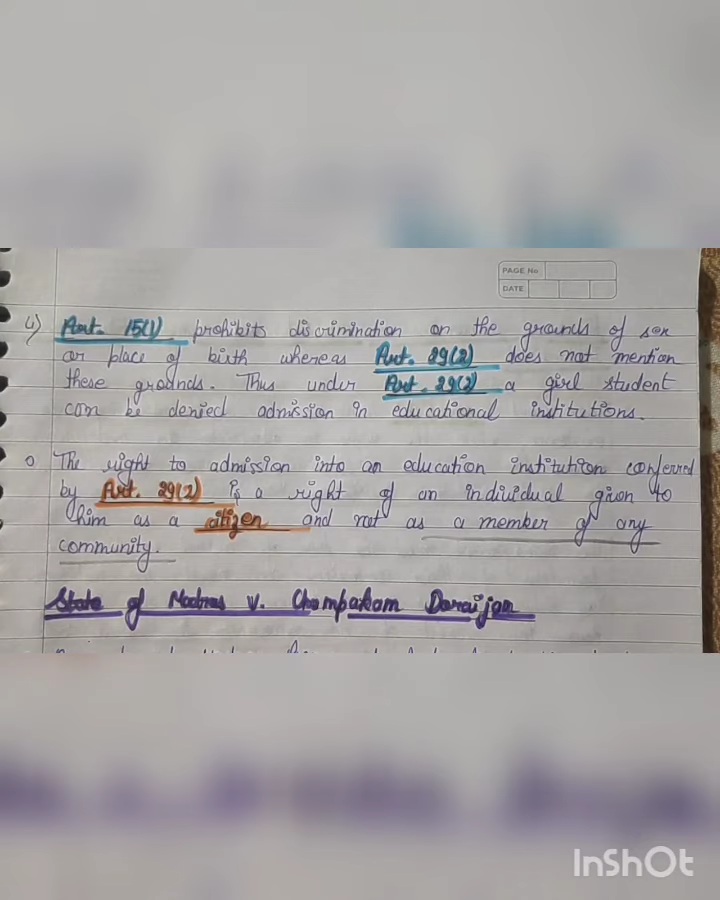 PAGE No
DATE
4) Art. 15(1) prohibits discrimination on the grounds of sex
or place of birth whereas Art. 29(2) does not mention
these grounds. Thus under Art. 29(2) a girl student
can be denied admission in educational institutions.
The right to admission into an education institution conferred
by Art. 29(2) is a right of an individual given to
him as a citizen and not as a member of any
community.
State of Madras v. Champakam Doraijan
InShOt